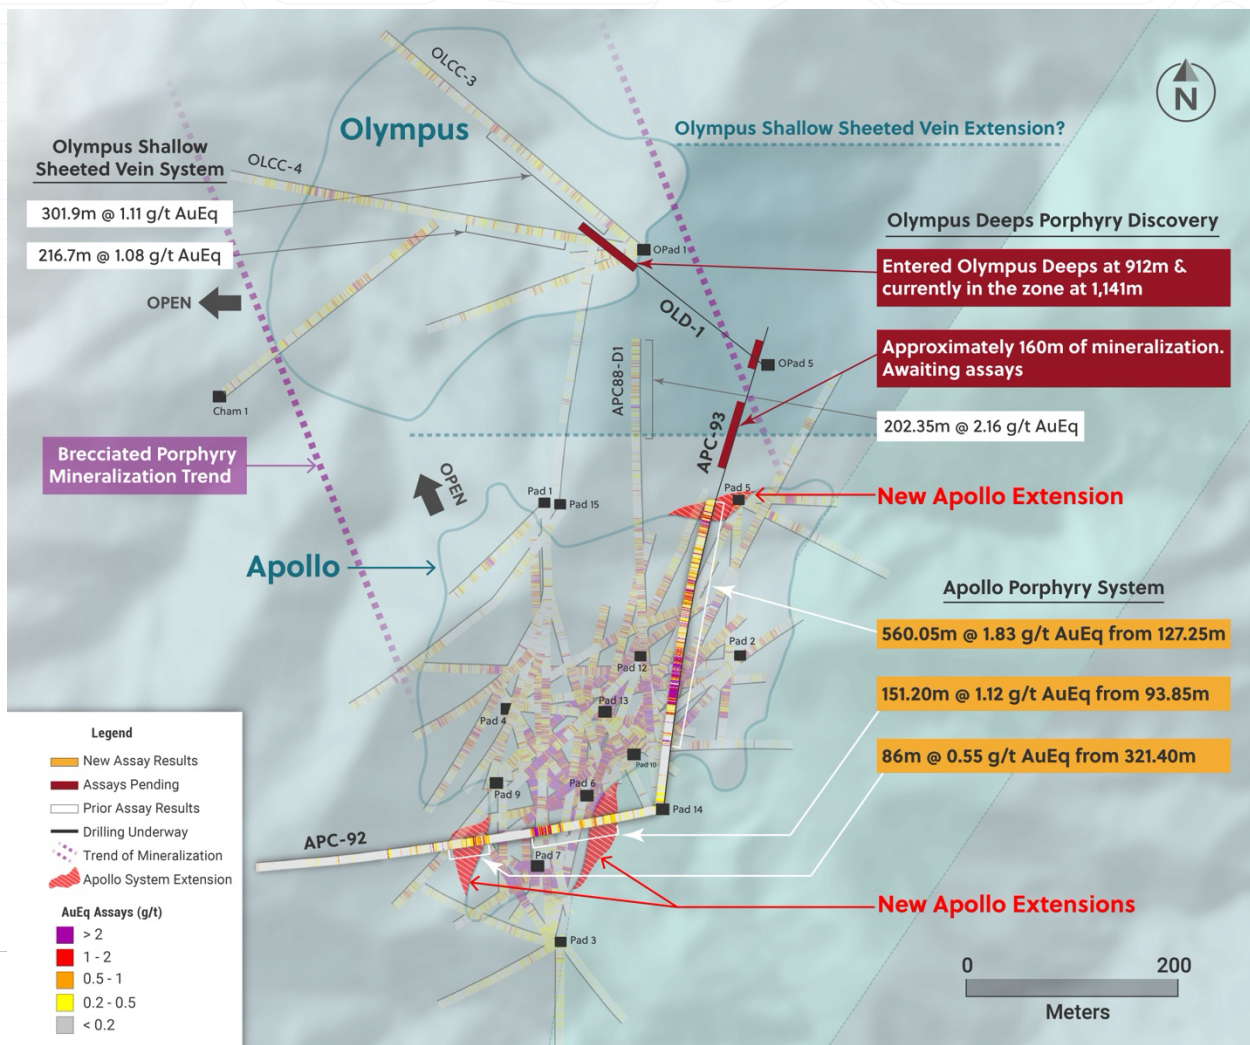 OLCC-3
N
Olympus
Olympus Shallow Sheeted Vein Extension?
Olympus Shallow
Sheeted Vein System
OLCC-4
301.9m @ 1.11 g/t AuEq
216.7m @ 1.08 g/t AuEq
OPEN
Olympus Deeps Porphyry Discovery
OPad 1
Entered Olympus Deeps at 912m &
currently in the zone at 1,141m
OLD-1
Approximately 160m of mineralization.
Awaiting assays
OPad 5
APC88-D1
Cham 1
202.35m @ 2.16 g/t AuEq
APC-93
Brecciated Porphyry
Mineralization Trend
OPEN
Pad 1
Pad 15
Pad 5
New Apollo Extension
Apollo
Apollo Porphyry System
560.05m @ 1.83 g/t AuEq from 127.25m
Pad 2
Pad 12
151.20m @ 1.12 g/t AuEq from 93.85m
Pad 13
Pad 4
86m @ 0.55 g/t AuEq from 321.40m
Pad 10
Pad 9
Pad 6
Pad 14
APC-92
Pad 7
New Apollo Extensions
Pad 3
Legend
New Assay Results
Assays Pending
Prior Assay Results
Drilling Underway
Trend of Mineralization
Apollo System Extension
AuEq Assays (g/t)
> 2
1 - 2
0.5 - 1
0.2 - 0.5
< 0.2
0 200
Meters